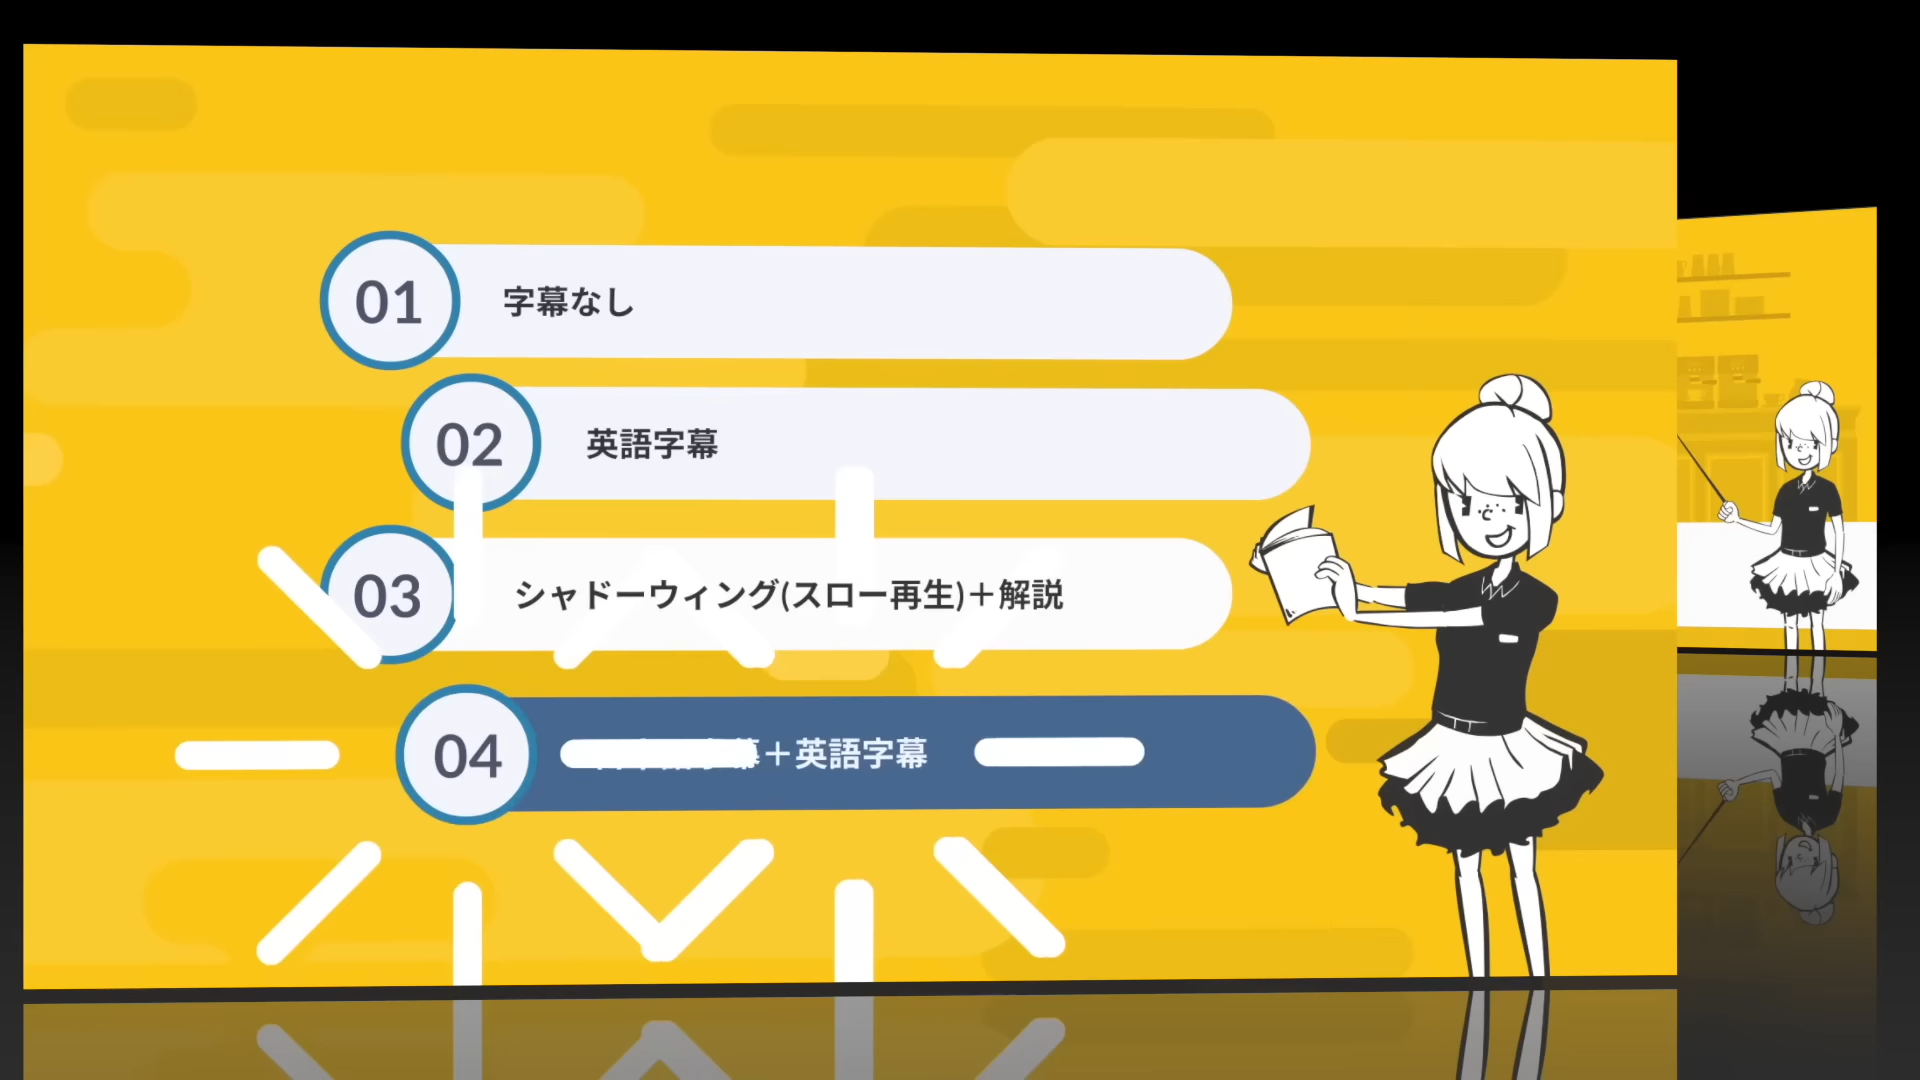 01 字幕なし
02 英語字幕
03 シャドーウィング(スロー再生)＋解説
04 ＋英語字幕